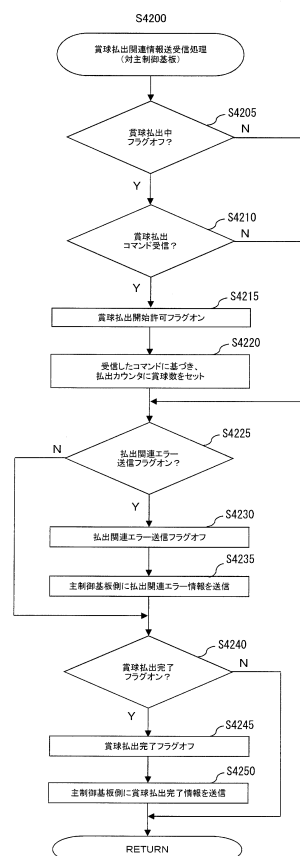 S4200
賞球払出関連情報送受信処理
(対主制御基板)
S4205
賞球払出中
フラグオフ?
N
Y
S4210
賞球払出
コマンド受信?
N
Y
S4215
賞球払出開始許可フラグオン
S4220
受信したコマンドに基づき、
払出カウンタに賞球数をセット
S4225
払出関連エラー
送信フラグオン?
N
Y
S4230
払出関連エラー送信フラグオフ
S4235
主制御基板側に払出関連エラー情報を送信
S4240
賞球払出完了
フラグオン?
N
Y
S4245
賞球払出完了フラグオフ
S4250
主制御基板側に賞球払出完了情報を送信
RETURN